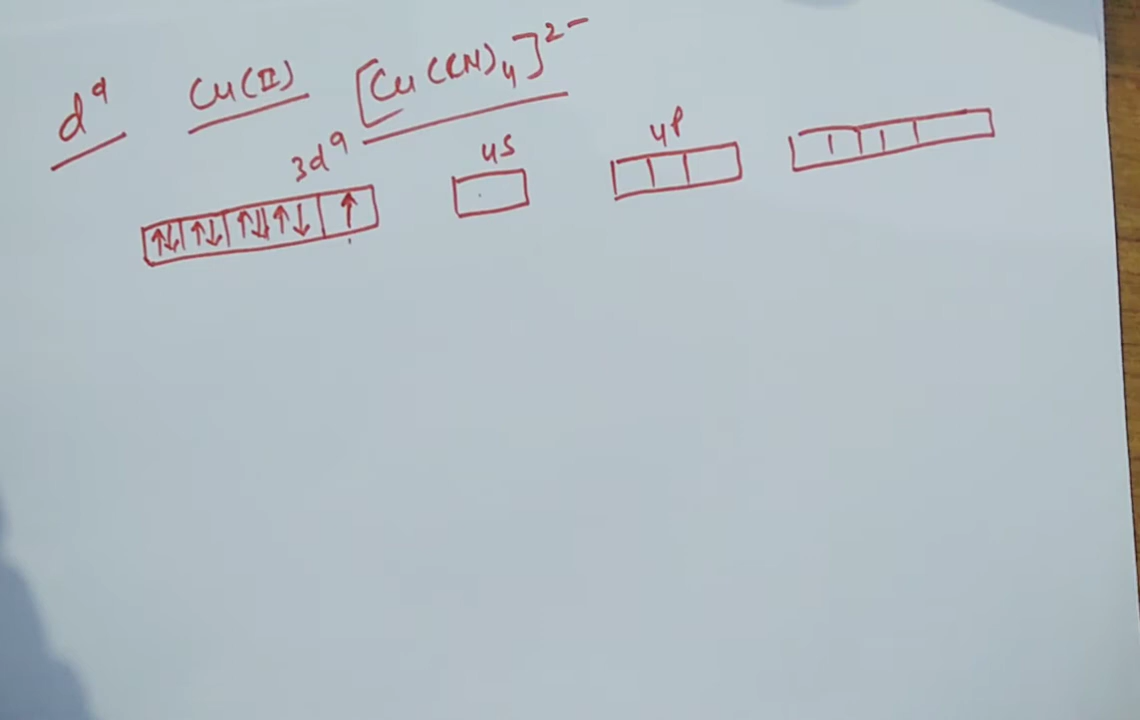 d⁹ Cu(II) [Cu(CN)₄]²⁻
3d⁹ 4s 4p
↑↓ ↑↓ ↑↓ ↑↓ ↑